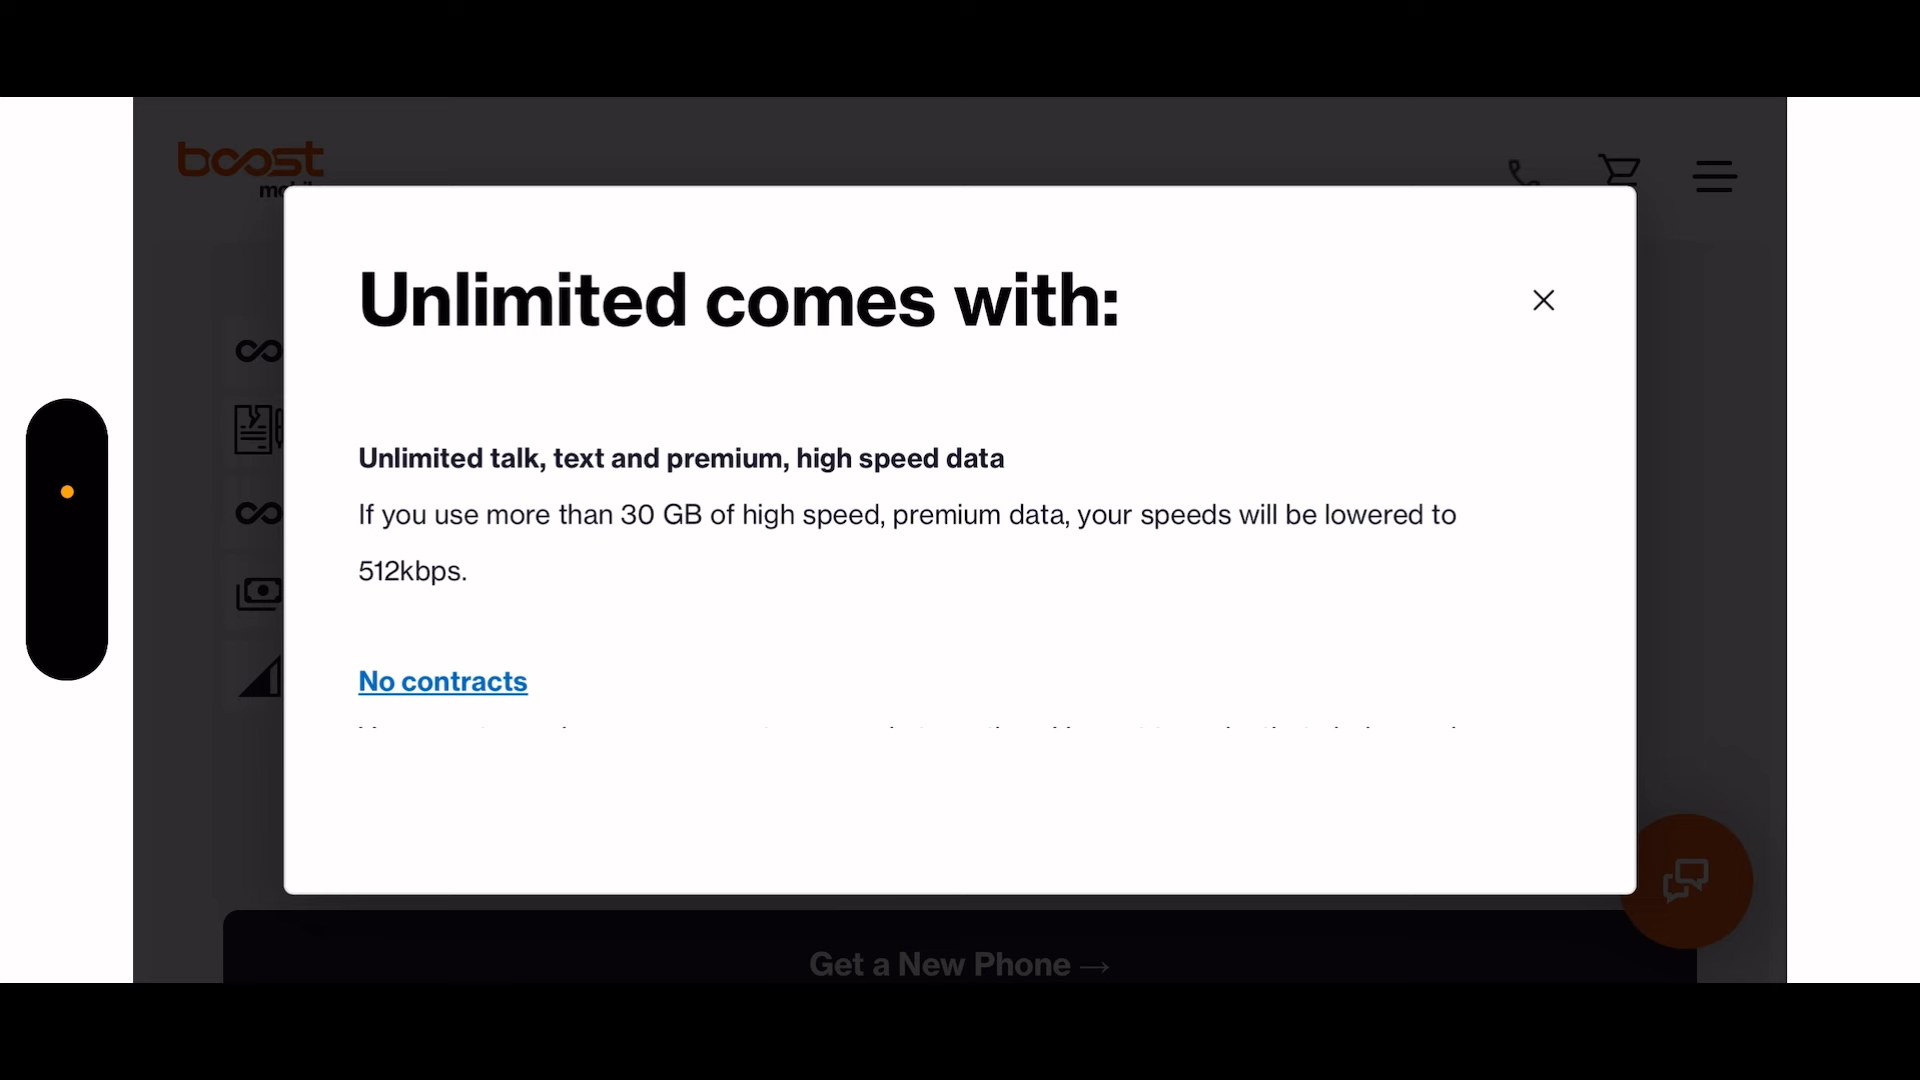 boost
Unlimited comes with:
Unlimited talk, text and premium, high speed data
If you use more than 30 GB of high speed, premium data, your speeds will be lowered to
512kbps.
No contracts
Get a New Phone →